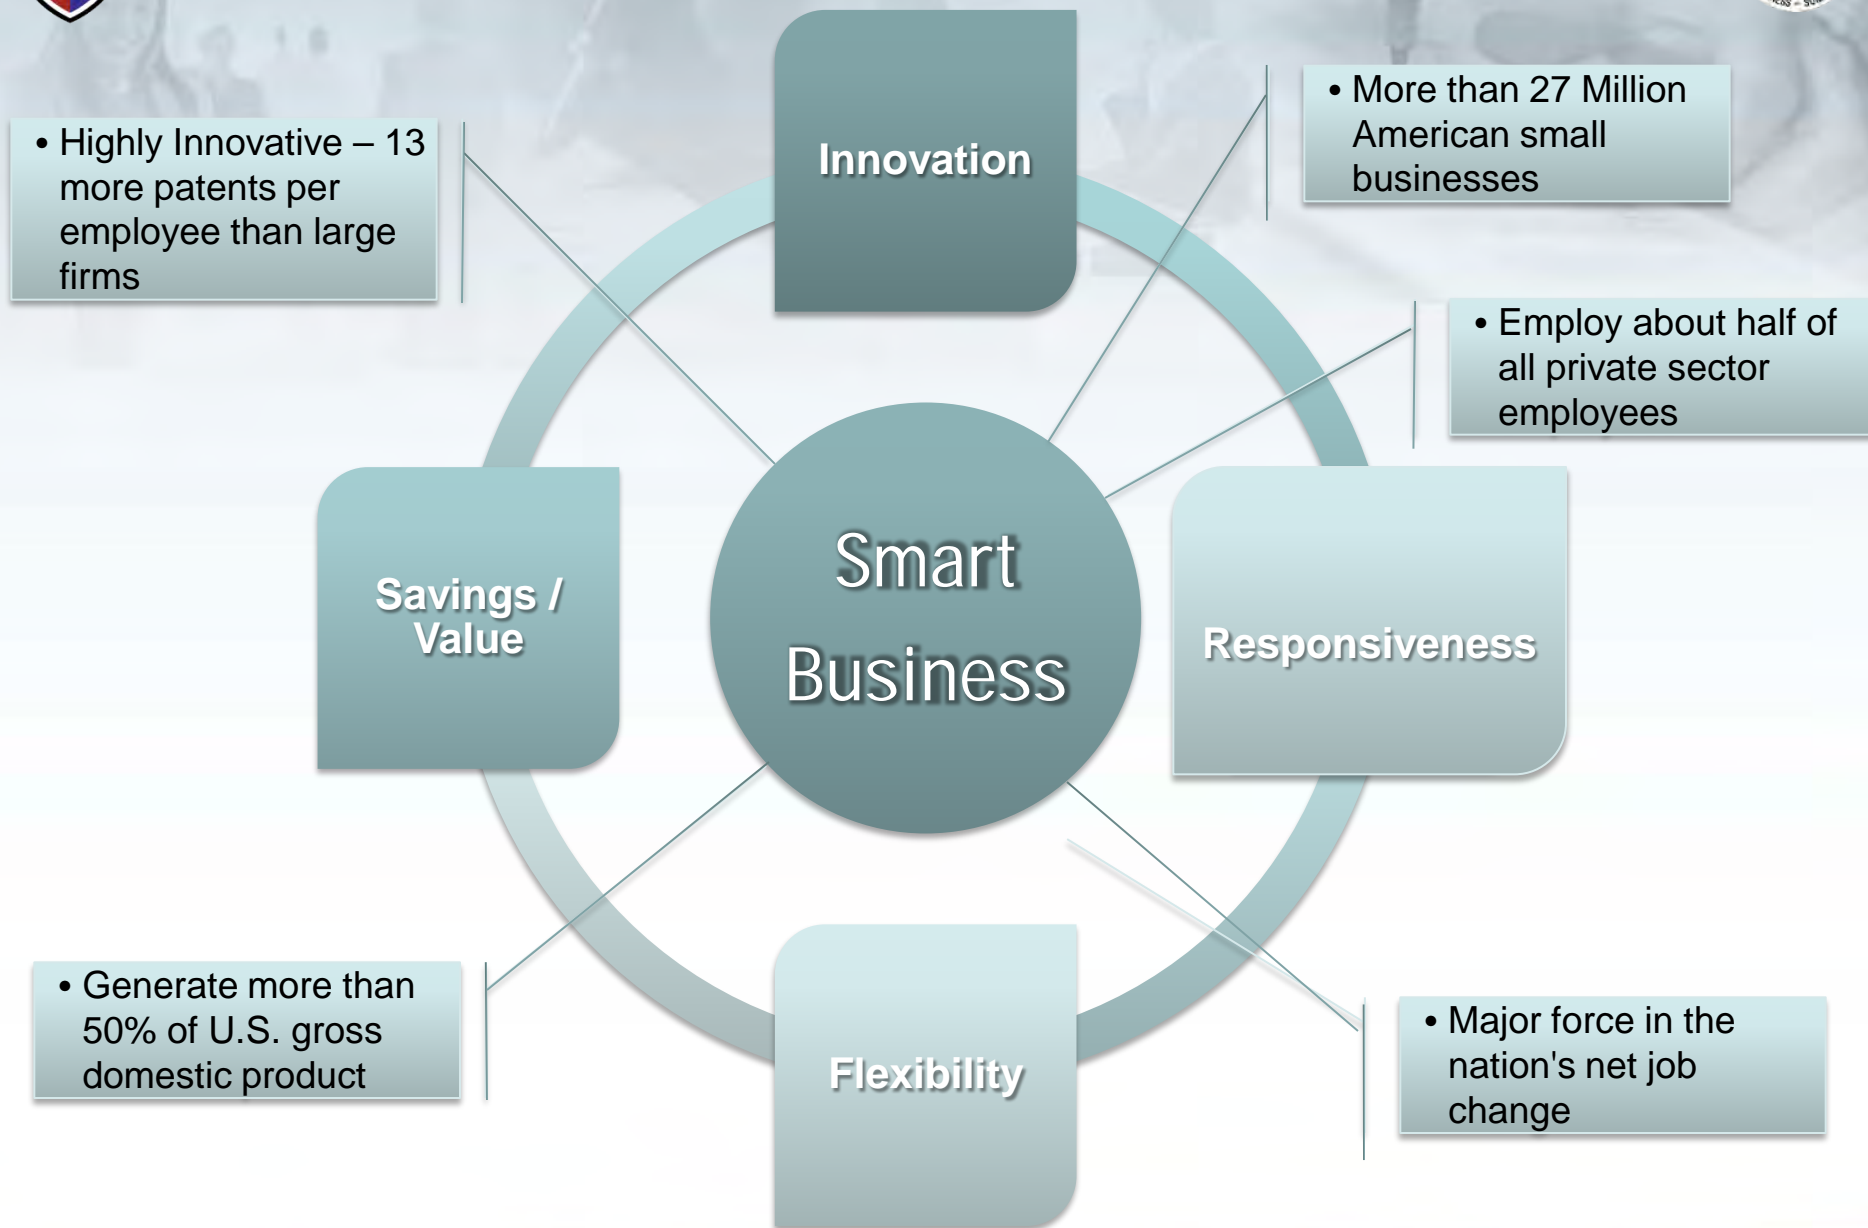 Innovation
• More than 27 Million
American small
businesses
• Highly Innovative – 13
more patents per
employee than large
firms
• Employ about half of
all private sector
employees
Smart
Business
Savings /
Value
Responsiveness
• Generate more than
50% of U.S. gross
domestic product
Flexibility
• Major force in the
nation's net job
change